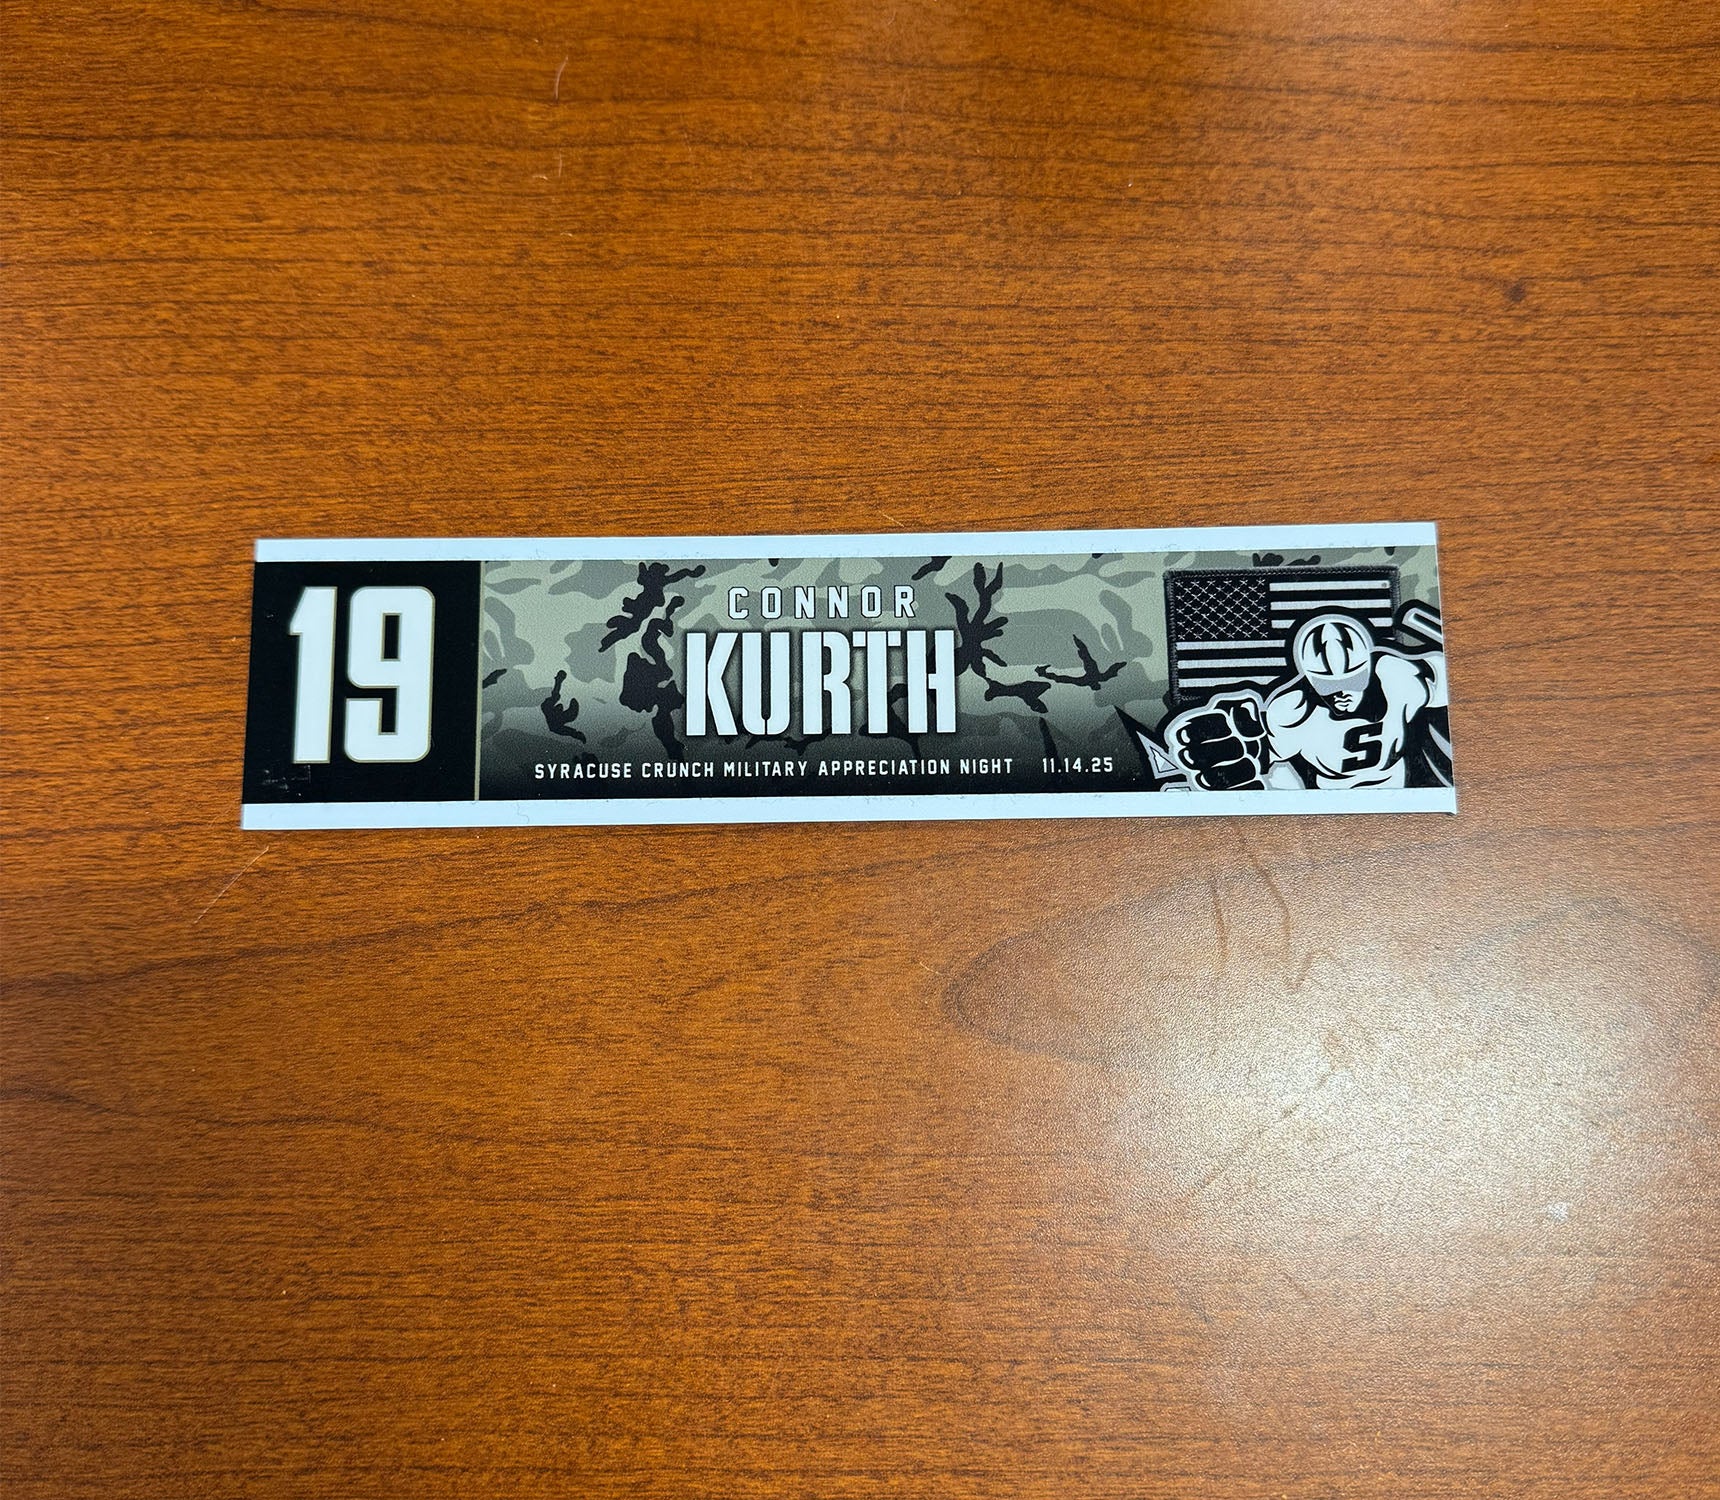 19
CONNOR
KURTH
SYRACUSE CRUNCH MILITARY APPRECIATION NIGHT 11.14.25
S